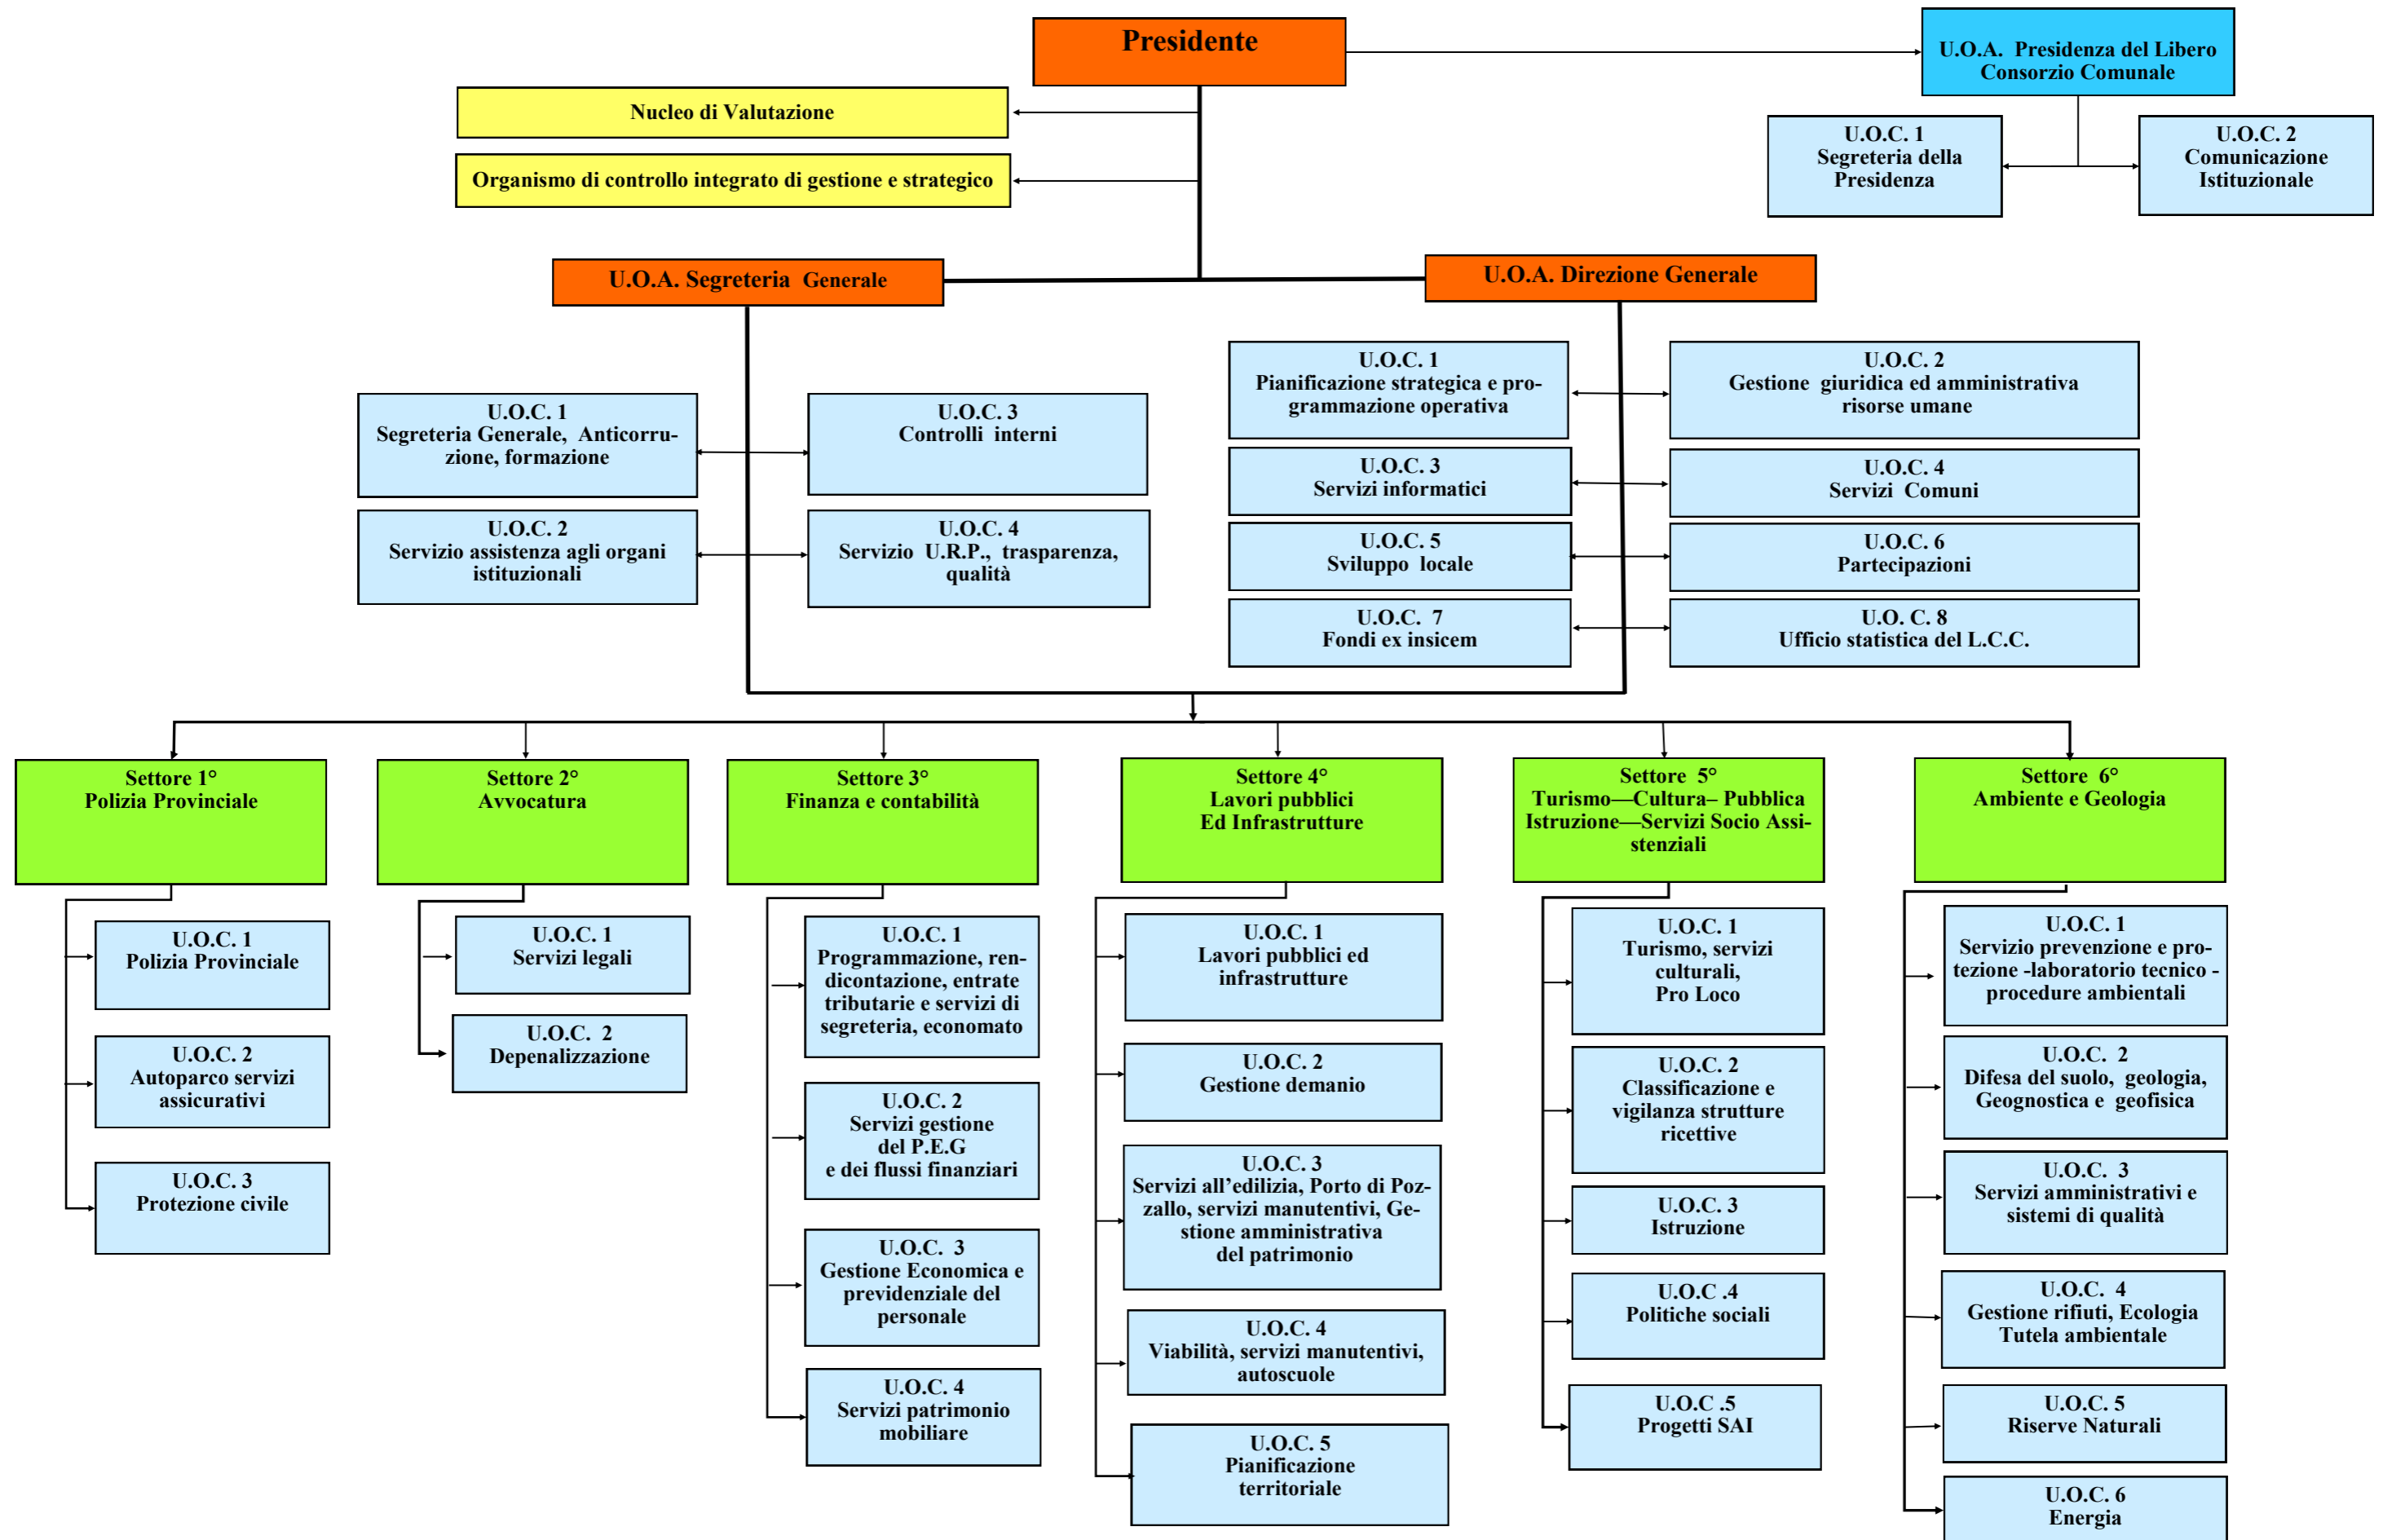 Presidente
U.O.A. Presidenza del Libero
Consorzio Comunale
Nucleo di Valutazione
Organismo di controllo integrato di gestione e strategico
U.O.C. 1
Segreteria della
Presidenza
U.O.C. 2
Comunicazione
Istituzionale
U.O.A. Segreteria Generale
U.O.A. Direzione Generale
U.O.C. 1
Segreteria Generale, Anticorru-
zione, formazione
U.O.C. 3
Controlli interni
U.O.C. 2
Servizio assistenza agli organi
istituzionali
U.O.C. 4
Servizio U.R.P., trasparenza,
qualità
U.O.C. 1
Pianificazione strategica e pro-
grammazione operativa
U.O.C. 2
Gestione giuridica ed amministrativa
risorse umane
U.O.C. 3
Servizi informatici
U.O.C. 4
Servizi Comuni
U.O.C. 5
Sviluppo locale
U.O.C. 6
Partecipazioni
U.O.C. 7
Fondi ex insicem
U.O. C. 8
Ufficio statistica del L.C.C.
Settore 1°
Polizia Provinciale
U.O.C. 1
Polizia Provinciale
U.O.C. 2
Autoparco servizi
assicurativi
U.O.C. 3
Protezione civile
Settore 2°
Avvocatura
U.O.C. 1
Servizi legali
U.O.C. 2
Depenalizzazione
Settore 3°
Finanza e contabilità
U.O.C. 1
Programmazione, ren-
dicontazione, entrate
tributarie e servizi di
segreteria, economato
U.O.C. 2
Servizi gestione
del P.E.G
e dei flussi finanziari
U.O.C. 3
Gestione Economica e
previdenziale del
personale
U.O.C. 4
Servizi patrimonio
mobiliare
Settore 4°
Lavori pubblici
Ed Infrastrutture
U.O.C. 1
Lavori pubblici ed
infrastrutture
U.O.C. 2
Gestione demanio
U.O.C. 3
Servizi all’edilizia, Porto di Poz-
zallo, servizi manutentivi, Ge-
stione amministrativa
del patrimonio
U.O.C. 4
Viabilità, servizi manutentivi,
autoscuole
U.O.C. 5
Pianificazione
territoriale
Settore 5°
Turismo—Cultura– Pubblica
Istruzione—Servizi Socio Assi-
stenziali
U.O.C. 1
Turismo, servizi
culturali,
Pro Loco
U.O.C. 2
Classificazione e
vigilanza strutture
ricettive
U.O.C. 3
Istruzione
U.O.C .4
Politiche sociali
U.O.C .5
Progetti SAI
Settore 6°
Ambiente e Geologia
U.O.C. 1
Servizio prevenzione e pro-
tezione -laboratorio tecnico -
procedure ambientali
U.O.C. 2
Difesa del suolo, geologia,
Geognostica e geofisica
U.O.C. 3
Servizi amministrativi e
sistemi di qualità
U.O.C. 4
Gestione rifiuti, Ecologia
Tutela ambientale
U.O.C. 5
Riserve Naturali
U.O.C. 6
Energia